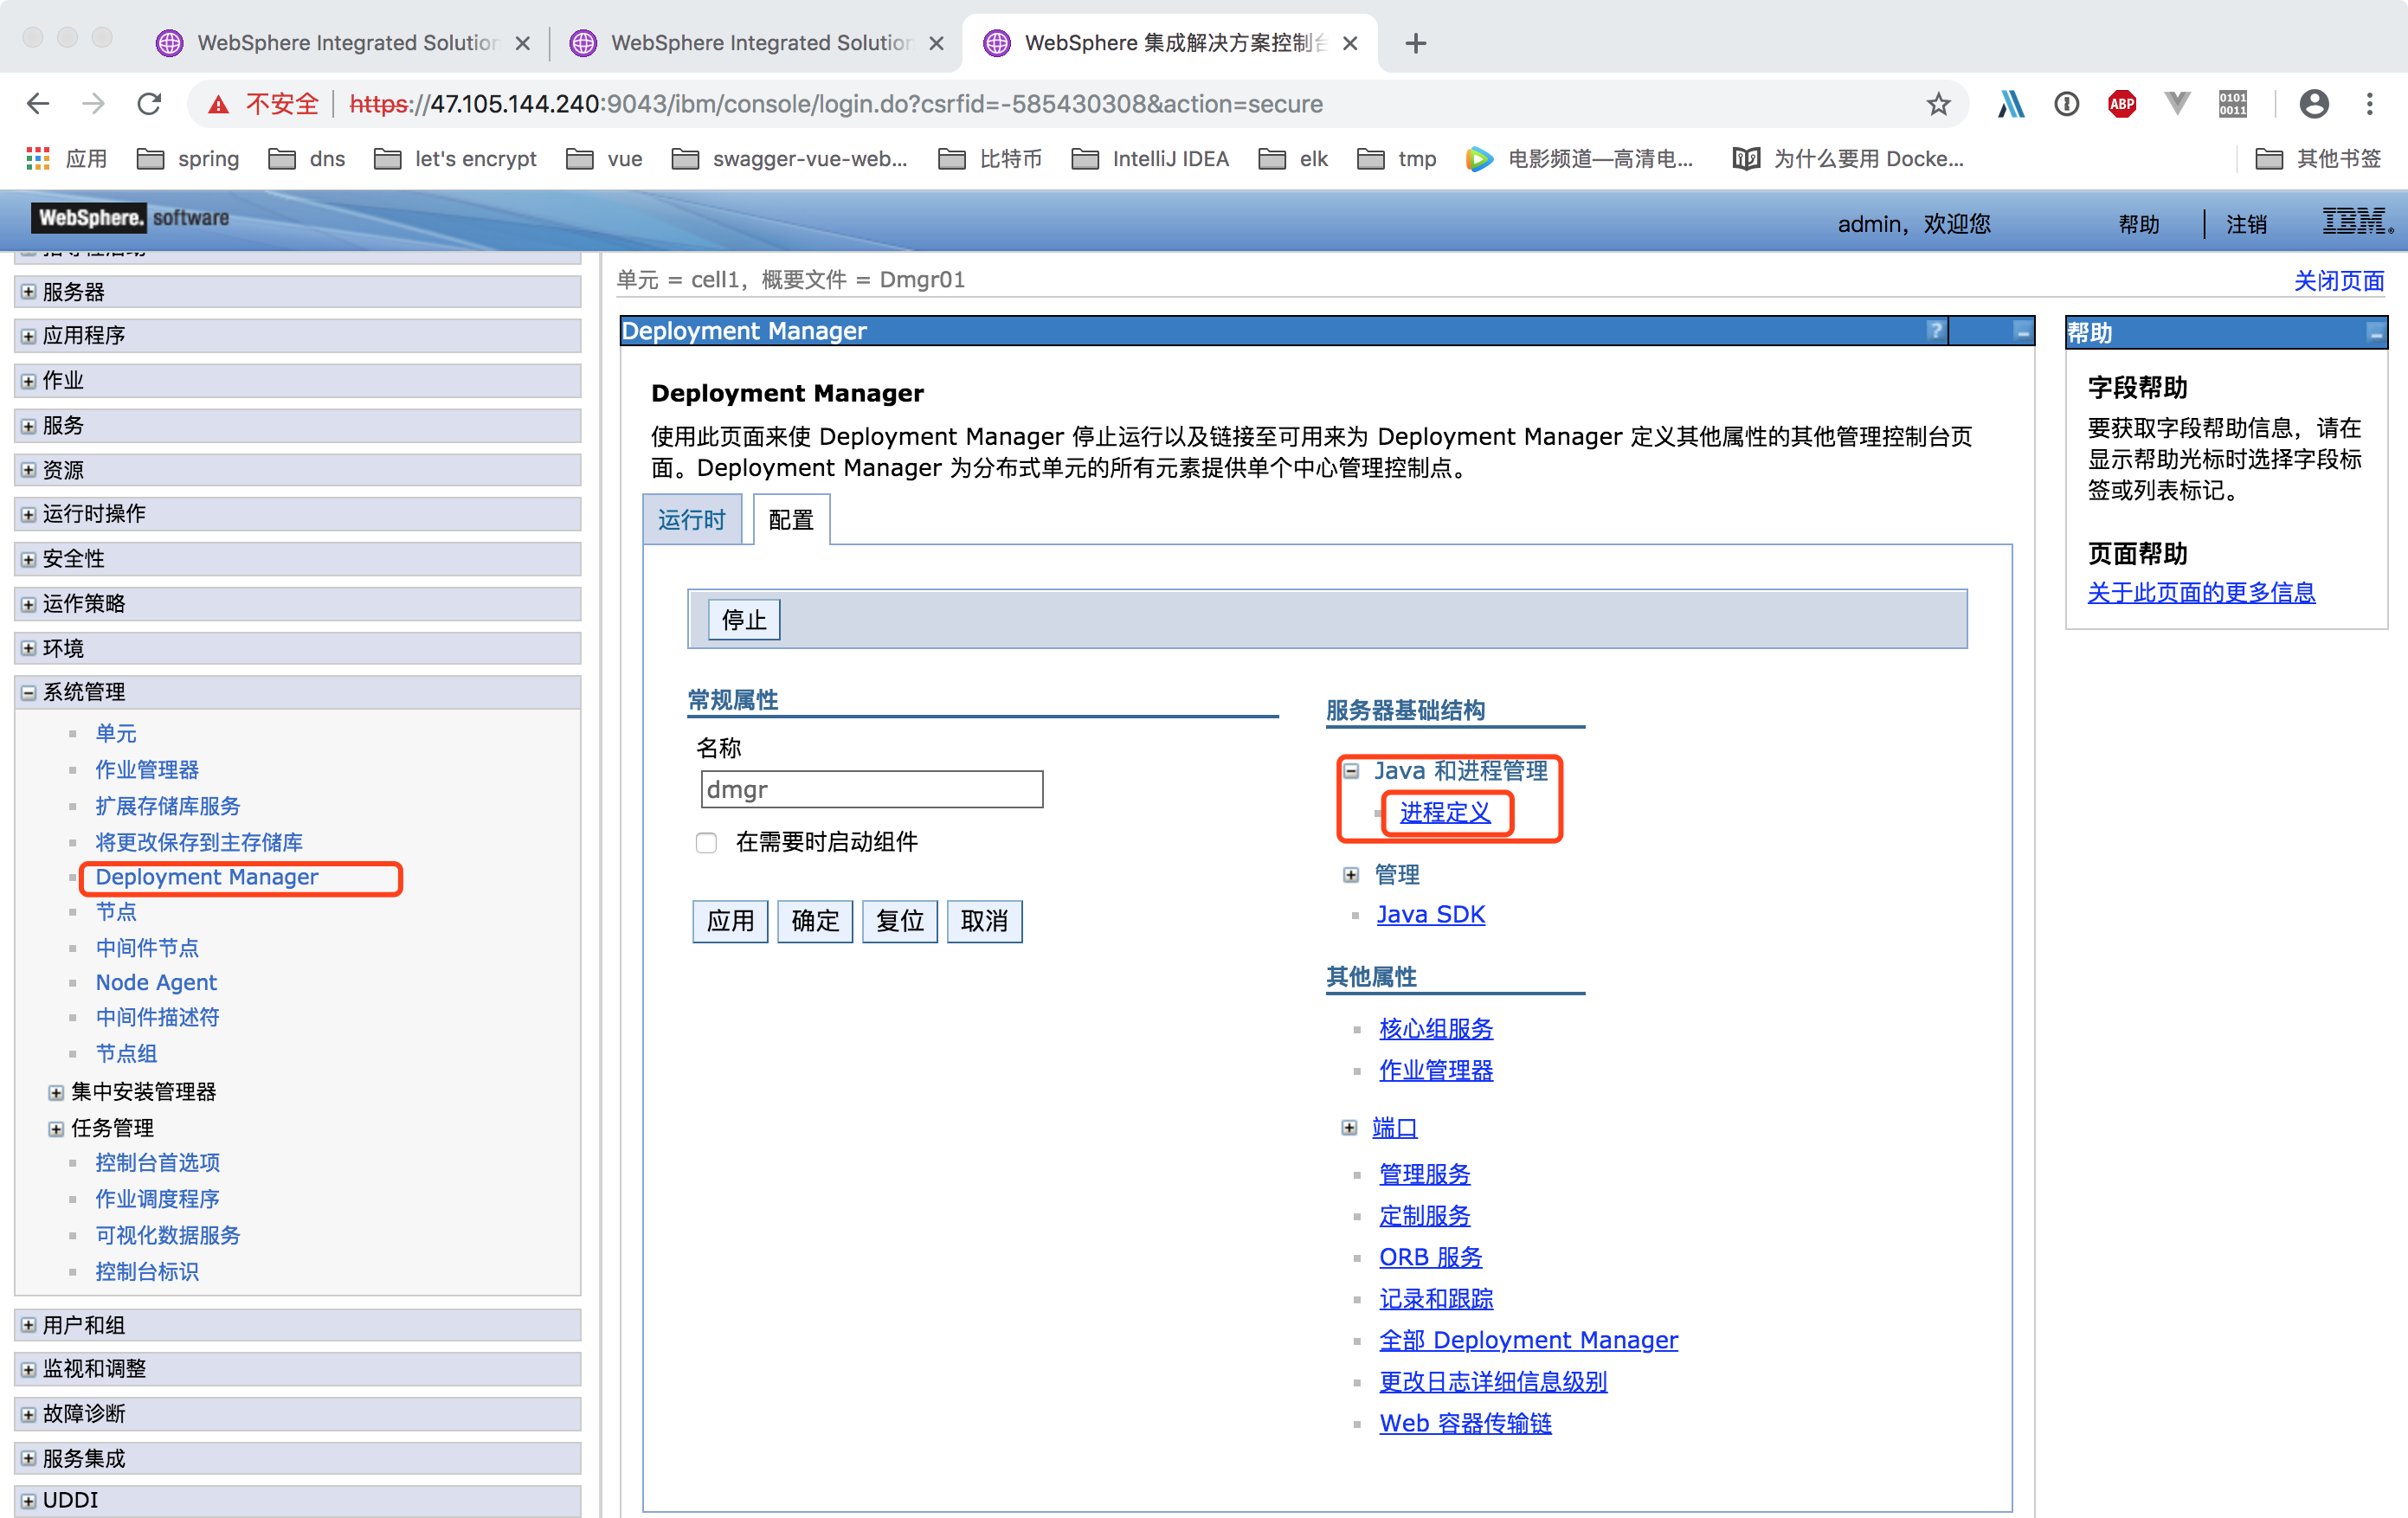 WebSphere Integrated Solution
WebSphere Integrated Solution
WebSphere 集成解决方案控制台
不安全
https://47.105.144.240:9043/ibm/console/login.do?csrfid=-585430308&action=secure
ABP
0101
0011
应用
spring
dns
let's encrypt
vue
swagger-vue-web...
比特币
IntelliJ IDEA
elk
tmp
电影频道—高清电...
为什么要用 Docke...
其他书签
WebSphere. software
admin，欢迎您
帮助
注销
IBM
服务器
应用程序
作业
服务
资源
运行时操作
安全性
运作策略
环境
系统管理
单元
作业管理器
扩展存储库服务
将更改保存到主存储库
Deployment Manager
节点
中间件节点
Node Agent
中间件描述符
节点组
集中安装管理器
任务管理
控制台首选项
作业调度程序
可视化数据服务
控制台标识
用户和组
监视和调整
故障诊断
服务集成
UDDI
单元 = cell1，概要文件 = Dmgr01
关闭页面
Deployment Manager
?
Deployment Manager
使用此页面来使 Deployment Manager 停止运行以及链接至可用来为 Deployment Manager 定义其他属性的其他管理控制台页
面。Deployment Manager 为分布式单元的所有元素提供单个中心管理控制点。
运行时
配置
停止
常规属性
名称
dmgr
在需要时启动组件
应用
确定
复位
取消
服务器基础结构
Java 和进程管理
进程定义
管理
Java SDK
其他属性
核心组服务
作业管理器
端口
管理服务
定制服务
ORB 服务
记录和跟踪
全部 Deployment Manager
更改日志详细信息级别
Web 容器传输链
帮助
字段帮助
要获取字段帮助信息，请在
显示帮助光标时选择字段标
签或列表标记。
页面帮助
关于此页面的更多信息